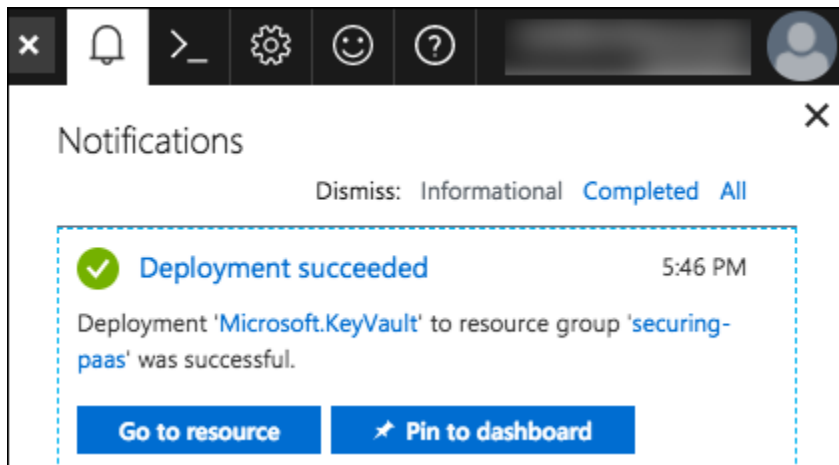 Notifications
Dismiss: Informational Completed All
Deployment succeeded 5:46 PM
Deployment 'Microsoft.KeyVault' to resource group 'securing-
paas' was successful.
Go to resource Pin to dashboard